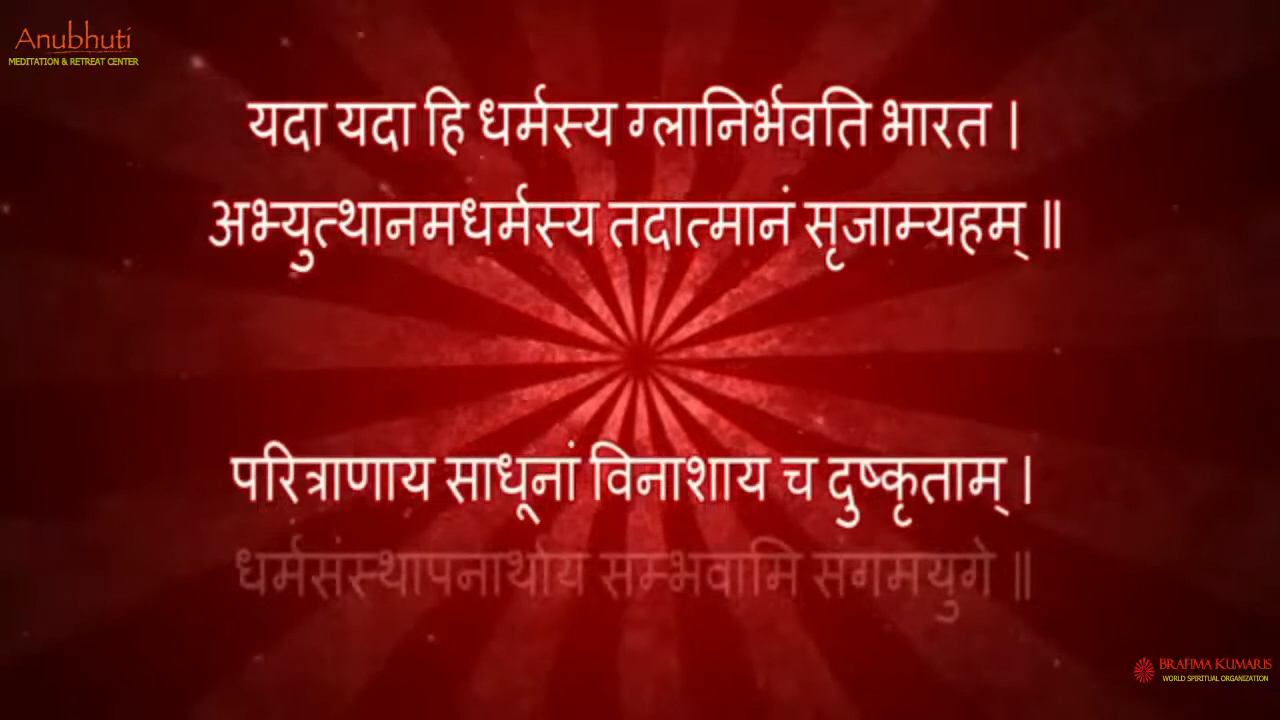 Anubhuti
MEDITATION & RETREAT CENTER
यदा यदा हि धर्मस्य ग्लानिर्भवति भारत ।
अभ्युत्थानमधर्मस्य तदात्मानं सृजाम्यहम् ॥
परित्राणाय साधूनां विनाशाय च दुष्कृताम् ।
धर्मसंस्थापनार्थाय सम्भवामि संगमयुगे ॥
BRAHMA KUMARIS
WORLD SPIRITUAL ORGANIZATION